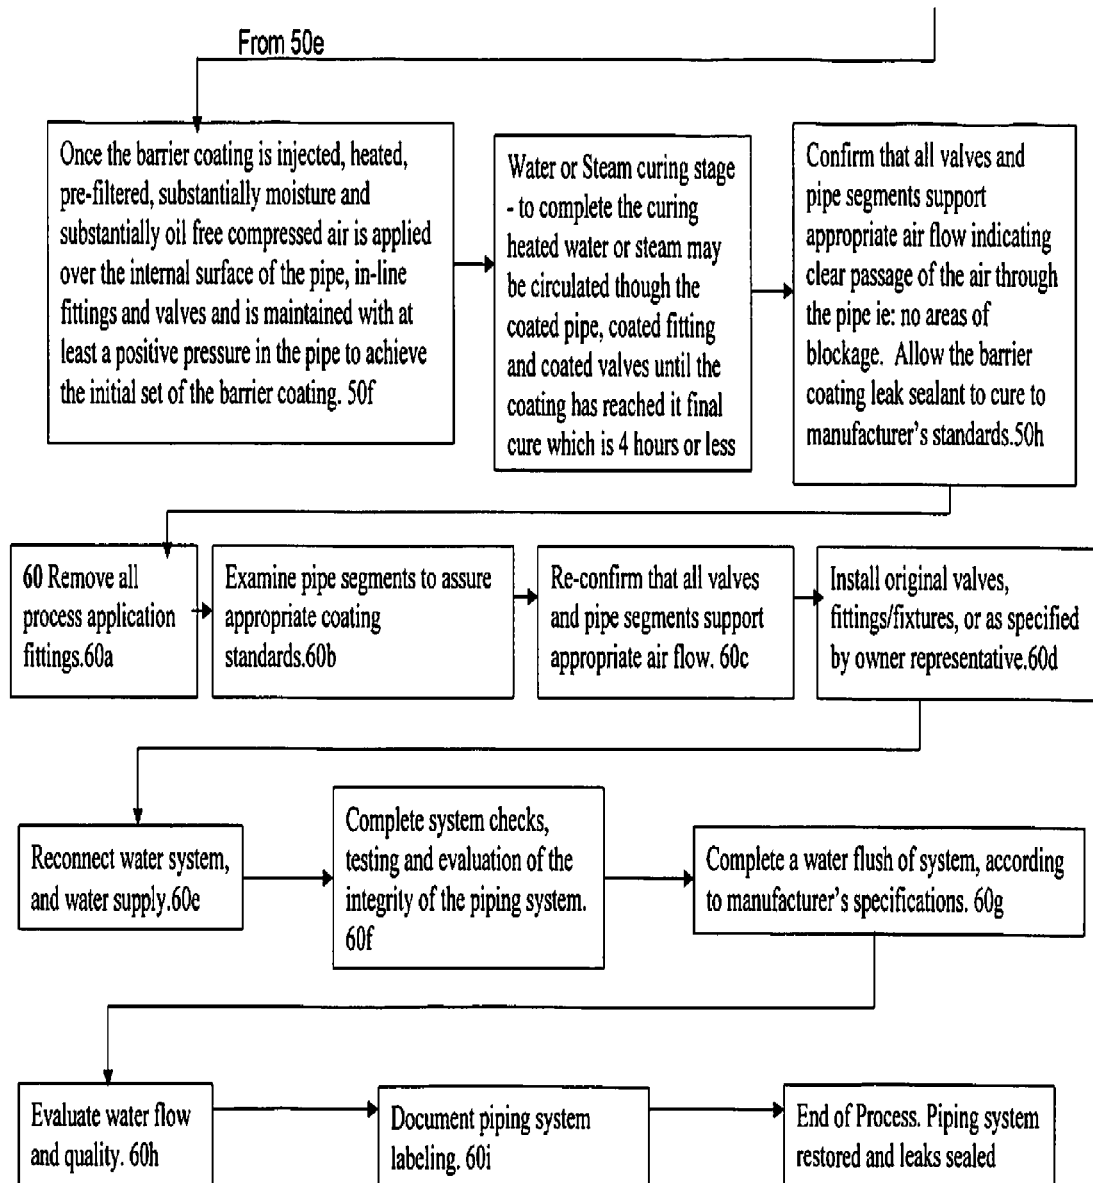 From 50e
Once the barrier coating is injected, heated,
pre-filtered, substantially moisture and
substantially oil free compressed air is applied
over the internal surface of the pipe, in-line
fittings and valves and is maintained with at
least a positive pressure in the pipe to achieve
the initial set of the barrier coating. 50f
Water or Steam curing stage
- to complete the curing
heated water or steam may
be circulated though the
coated pipe, coated fitting
and coated valves until the
coating has reached it final
cure which is 4 hours or less
Confirm that all valves and
pipe segments support
appropriate air flow indicating
clear passage of the air through
the pipe ie: no areas of
blockage. Allow the barrier
coating leak sealant to cure to
manufacturer's standards.50h
60 Remove all
process application
fittings.60a
Examine pipe segments to assure
appropriate coating
standards.60b
Re-confirm that all valves
and pipe segments support
appropriate air flow. 60c
Install original valves,
fittings/fixtures, or as specified
by owner representative.60d
Reconnect water system,
and water supply.60e
Complete system checks,
testing and evaluation of the
integrity of the piping system.
60f
Complete a water flush of system, according
to manufacturer's specifications. 60g
Evaluate water flow
and quality. 60h
Document piping system
labeling. 60i
End of Process. Piping system
restored and leaks sealed